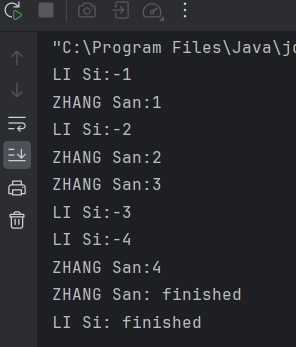 "C:\Program Files\Java\
LI Si:-1
ZHANG San:1
LI Si:-2
ZHANG San:2
ZHANG San:3
LI Si:-3
LI Si:-4
ZHANG San:4
ZHANG San: finished
LI Si: finished